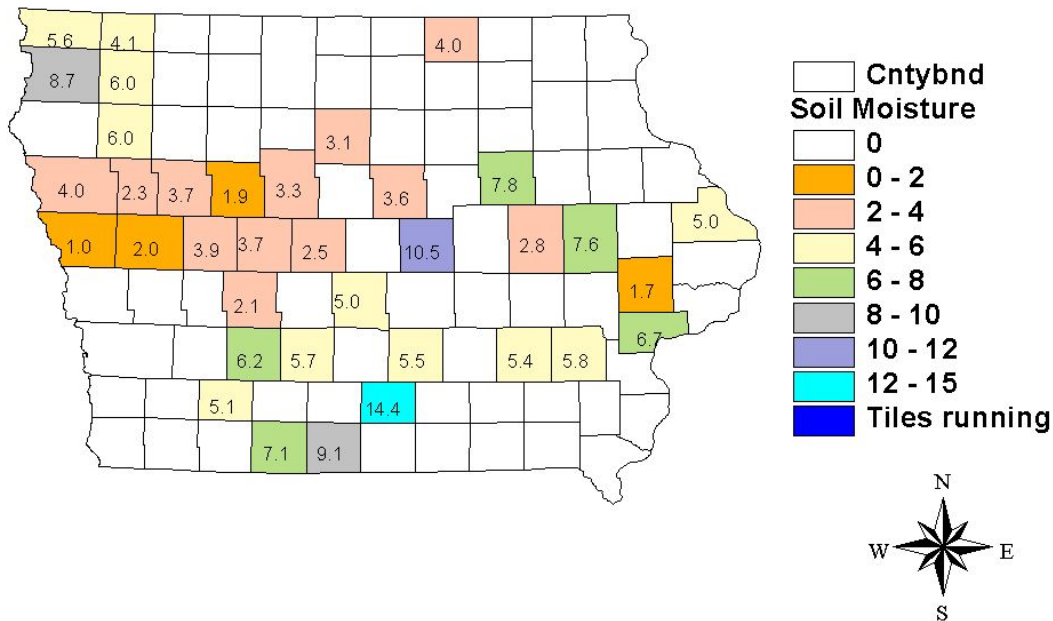 5.6 4.1 4.0
8.7 6.0
6.0 3.1
4.0 2.3 3.7 1.9 3.3 3.6 7.8
5.0
1.0 2.0 3.9 3.7 2.5 10.5 2.8 7.6
2.1 5.0 1.7
6.7
6.2 5.7 5.5 5.4 5.8
5.1 14.4
7.1 9.1
Cntybnd
Soil Moisture
0
0 - 2
2 - 4
4 - 6
6 - 8
8 - 10
10 - 12
12 - 15
Tiles running
N
W E
S